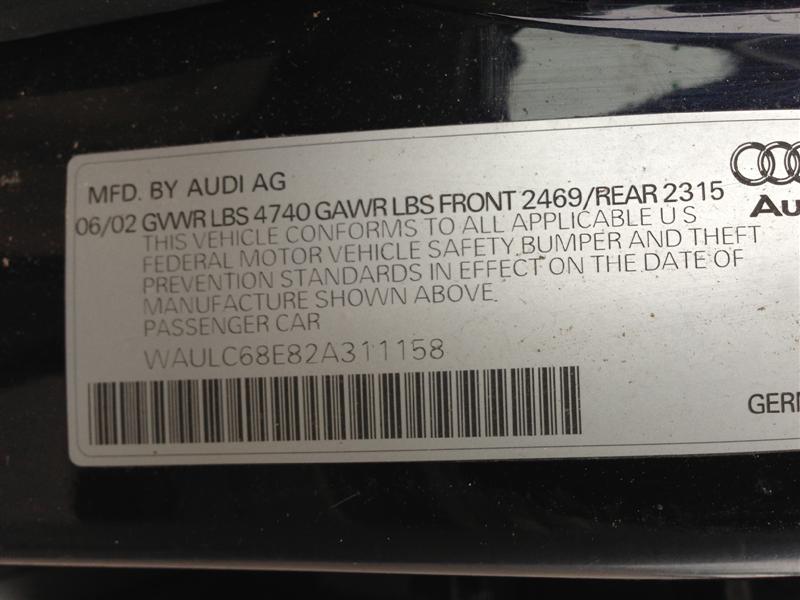 MFD. BY AUDI AG
06/02 GVWR LBS 4740 GAWR LBS FRONT 2469/REAR 2315
THIS VEHICLE CONFORMS TO ALL APPLICABLE U S
FEDERAL MOTOR VEHICLE SAFETY, BUMPER AND THEFT
PREVENTION STANDARDS IN EFFECT ON THE DATE OF
MANUFACTURE SHOWN ABOVE.
PASSENGER CAR
WAULC68E82A311158